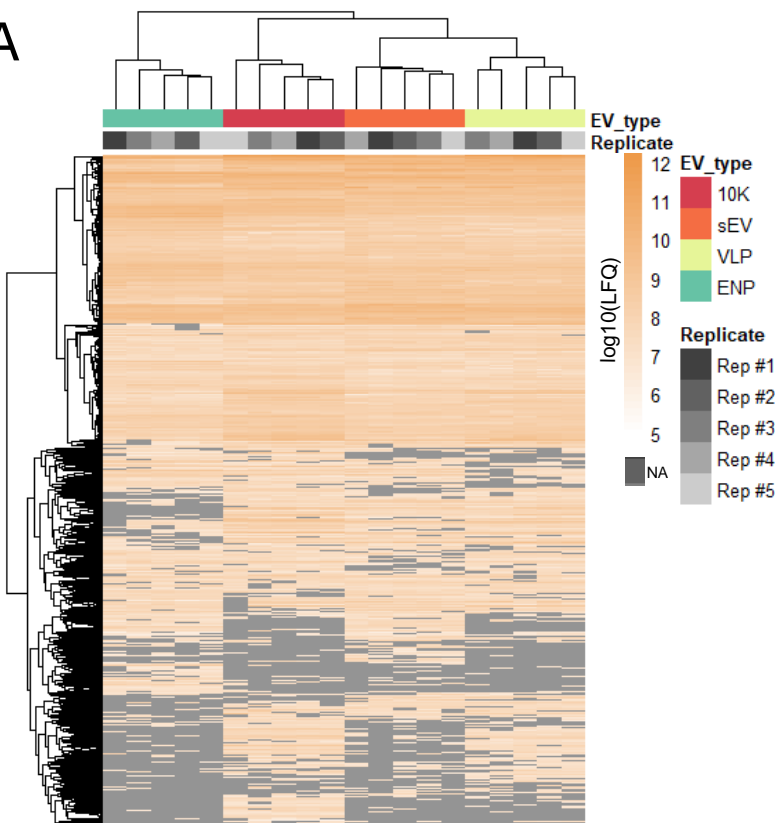 A
EV_type
Replicate
12
11
10
9
8
7
6
5
log10(LFQ)
NA
EV_type
10K
sEV
VLP
ENP
Replicate
Rep #1
Rep #2
Rep #3
Rep #4
Rep #5